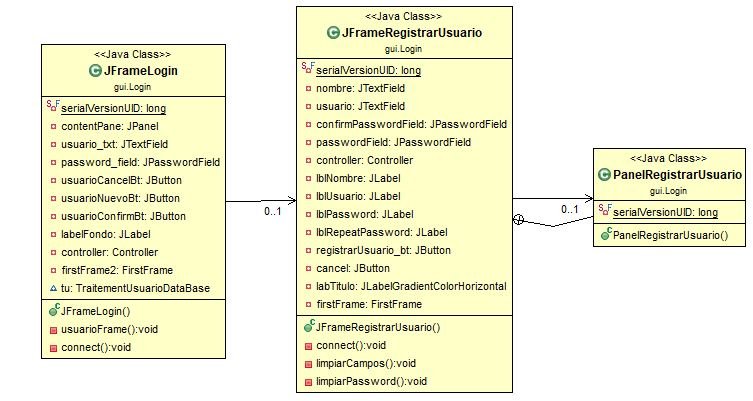 <<Java Class>>
JFrameLogin
gui.Login
serialVersionUID: long
contentPane: JPanel
usuario_txt: JTextField
password_field: JPasswordField
usuarioCancelBt: JButton
usuarioNuevoBt: JButton
usuarioConfirmBt: JButton
labelFondo: JLabel
controller: Controller
firstFrame2: FirstFrame
tu: TraitementUsuarioDataBase
JFrameLogin()
usuarioFrame():void
connect():void
0..1
<<Java Class>>
JFrameRegistrarUsuario
gui.Login
serialVersionUID: long
nombre: JTextField
usuario: JTextField
confirmPasswordField: JPasswordField
passwordField: JPasswordField
controller: Controller
lblNombre: JLabel
lblUsuario: JLabel
lblPassword: JLabel
lblRepeatPassword: JLabel
registrarUsuario_bt: JButton
cancel: JButton
labTitulo: JLabelGradientColorHorizontal
firstFrame: FirstFrame
JFrameRegistrarUsuario()
connect():void
limpiarCampos():void
limpiarPassword():void
0..1
<<Java Class>>
PanelRegistrarUsuario
gui.Login
serialVersionUID: long
PanelRegistrarUsuario()